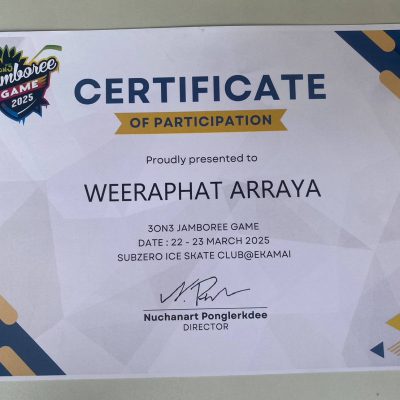 3ON3
Jamboree
GAME
2025
CERTIFICATE
OF PARTICIPATION
Proudly presented to
WEERAPHAT ARRAYA
3ON3 JAMBOREE GAME
DATE : 22 - 23 MARCH 2025
SUBZERO ICE SKATE CLUB@EKAMAI
Nuchanart Ponglerkdee
DIRECTOR